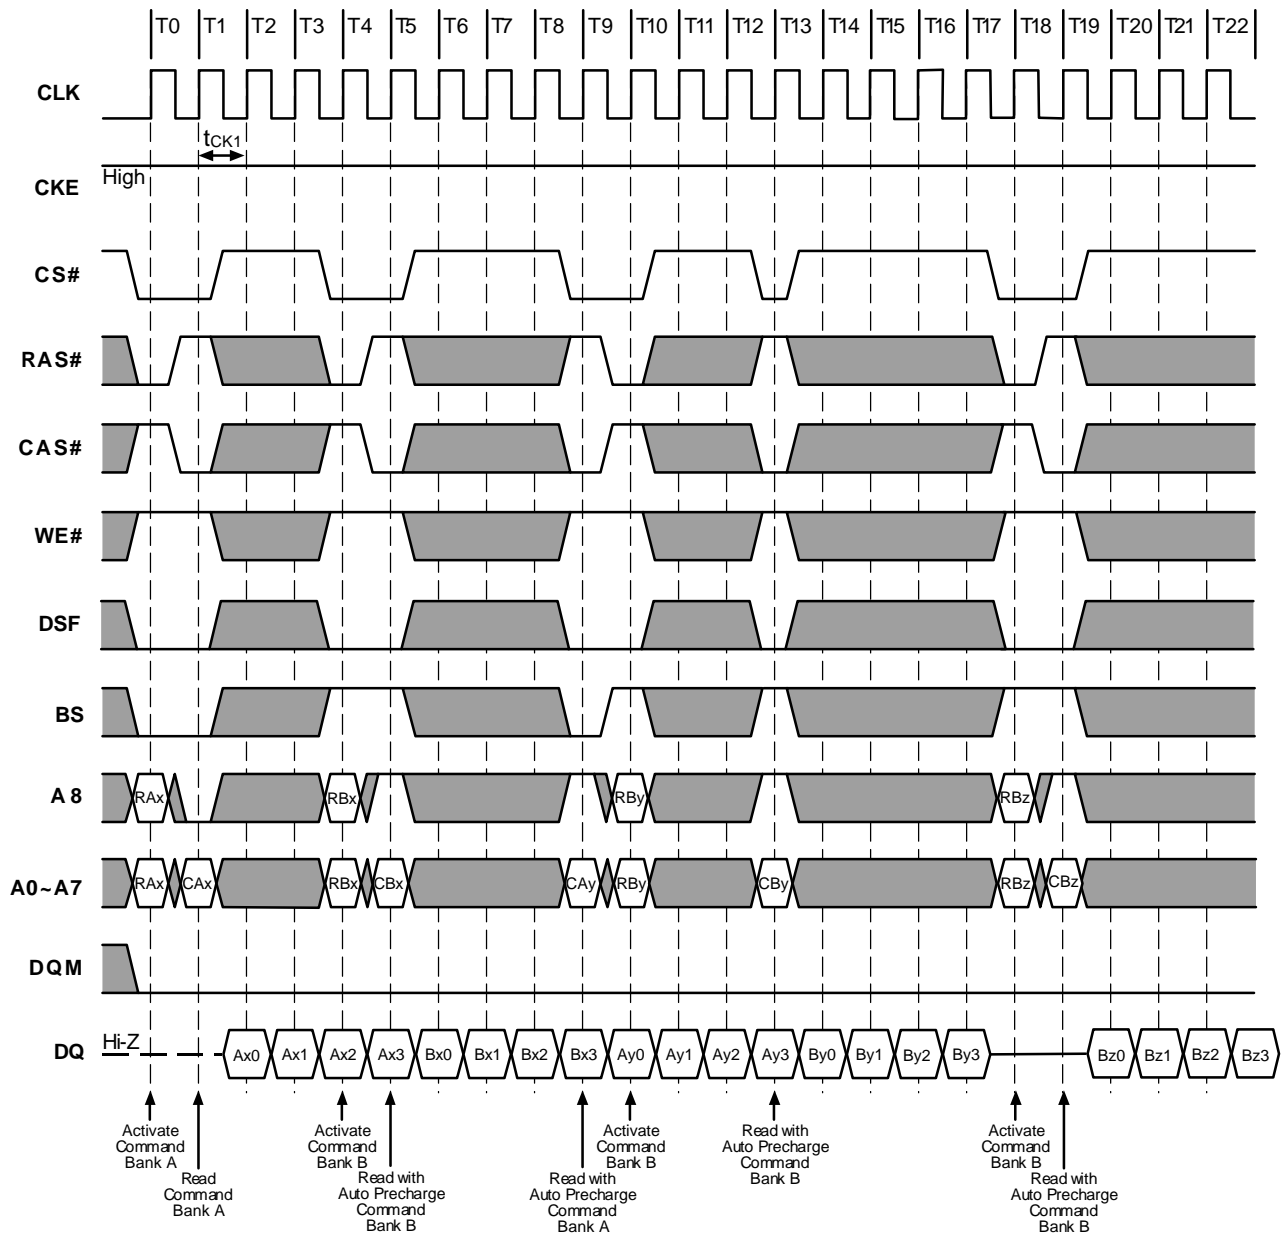 T0 T1 T2 T3 T4 T5 T6 T7 T8 T9 T10 T11 T12 T13 T14 T15 T16 T17 T18 T19 T20 T21 T22
CLK
tCK1
High
CKE
CS#
RAS#
CAS#
WE#
DSF
BS
A8 RAx RBx RBy RBz
A0~A7 RAx CAx RBx CBx CAy RBy CBy RBz CBz
DQM
DQ Hi-Z Ax0 Ax1 Ax2 Ax3 Bx0 Bx1 Bx2 Bx3 Ay0 Ay1 Ay2 Ay3 By0 By1 By2 By3 Bz0 Bz1 Bz2 Bz3
Activate
Command
Bank A
Read
Command
Bank A
Activate
Command
Bank B
Read with
Auto Precharge
Command
Bank B
Read with
Auto Precharge
Command
Bank A
Activate
Command
Bank B
Read with
Auto Precharge
Command
Bank B
Activate
Command
Bank B
Read with
Auto Precharge
Command
Bank B